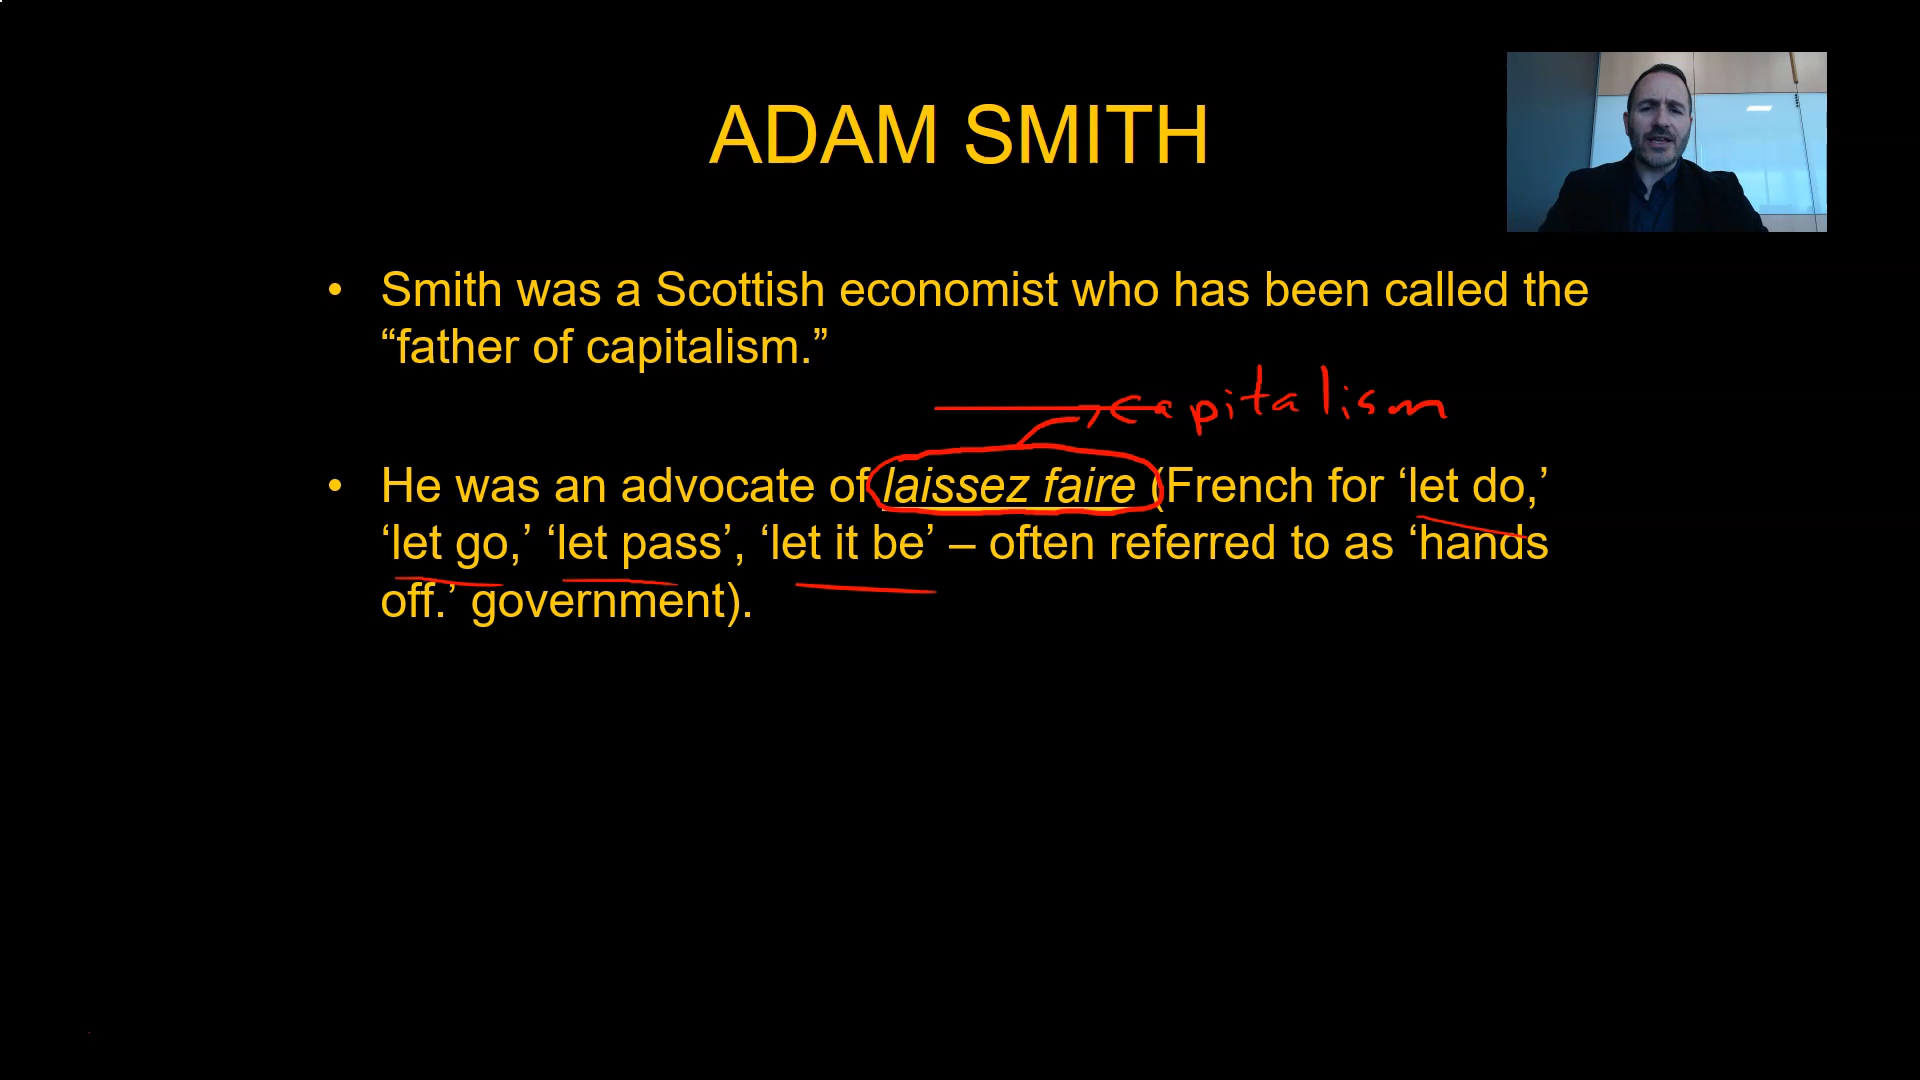 ADAM SMITH
• Smith was a Scottish economist who has been called the
“father of capitalism.”
capitalism
• He was an advocate of laissez faire (French for ‘let do,’
‘let go,’ ‘let pass’, ‘let it be’ – often referred to as ‘hands
off.’ government).